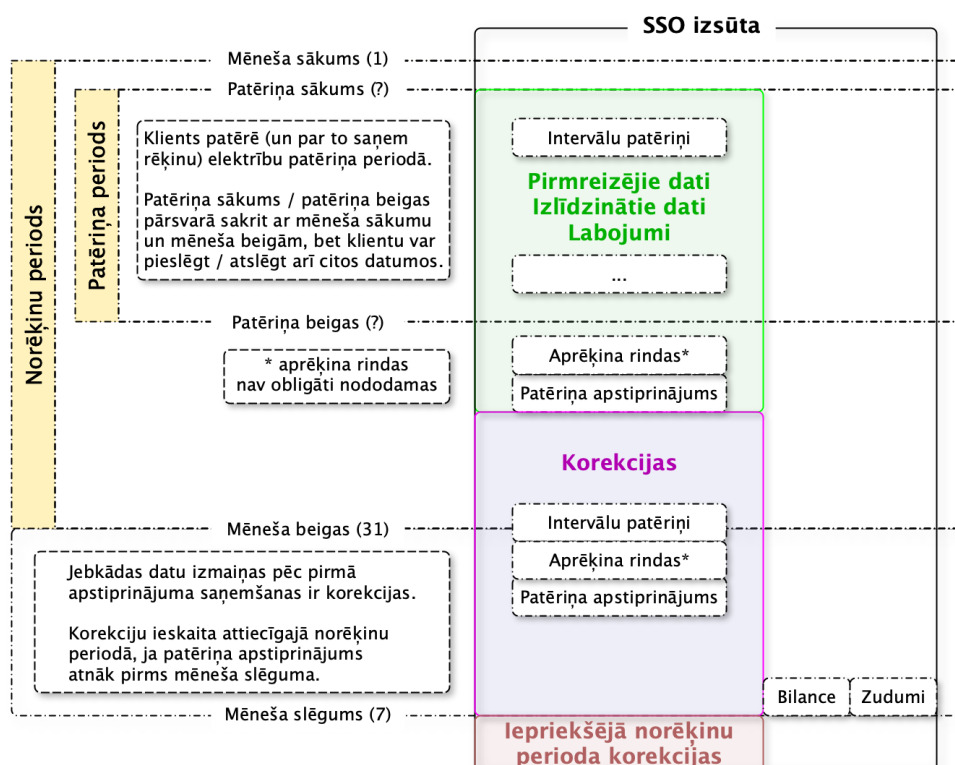 SSO izsūta
Mēneša sākums (1)
Patēriņa sākums (?)
Norēķinu periods
Patēriņa periods
Klients patērē (un par to saņem
rēķinu) elektrību patēriņa periodā.
Patēriņa sākums / patēriņa beigas
pārsvarā sakrit ar mēneša sākumu
un mēneša beigām, bet klientu var
pieslēgt / atslēgt arī citos datumos.
Intervālu patēriņi
Pirmreizējie dati
Izlīdzinātie dati
Labojumi
...
Patēriņa beigas (?)
* aprēķina rindas
nav obligāti nododamas
Aprēķina rindas*
Patēriņa apstiprinājums
Korekcijas
Mēneša beigas (31)
Intervālu patēriņi
Aprēķina rindas*
Patēriņa apstiprinājums
Jebkādas datu izmaiņas pēc pirmā
apstiprinājuma saņemšanas ir korekcijas.
Korekciju ieskaita attiecīgajā norēķinu
periodā, ja patēriņa apstiprinājums
atnāk pirms mēneša slēguma.
Bilance
Zudumi
Mēneša slēgums (7)
Iepriekšējā norēķinu
perioda korekcijas